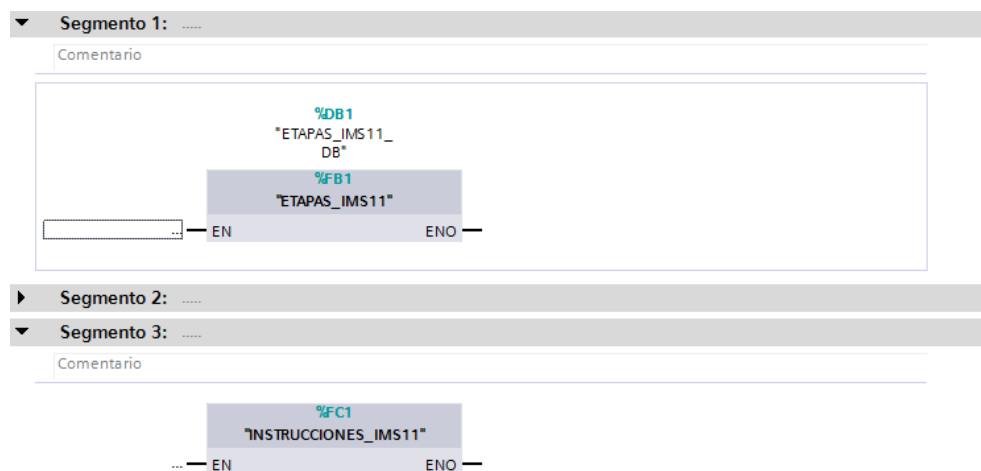 Segmento 1: .....
Comentario
%DB1
"ETAPAS_IMS11_
DB"
%FB1
"ETAPAS_IMS11"
... EN ENO
Segmento 2: .....
Segmento 3: .....
Comentario
%FC1
"INSTRUCCIONES_IMS11"
... EN ENO